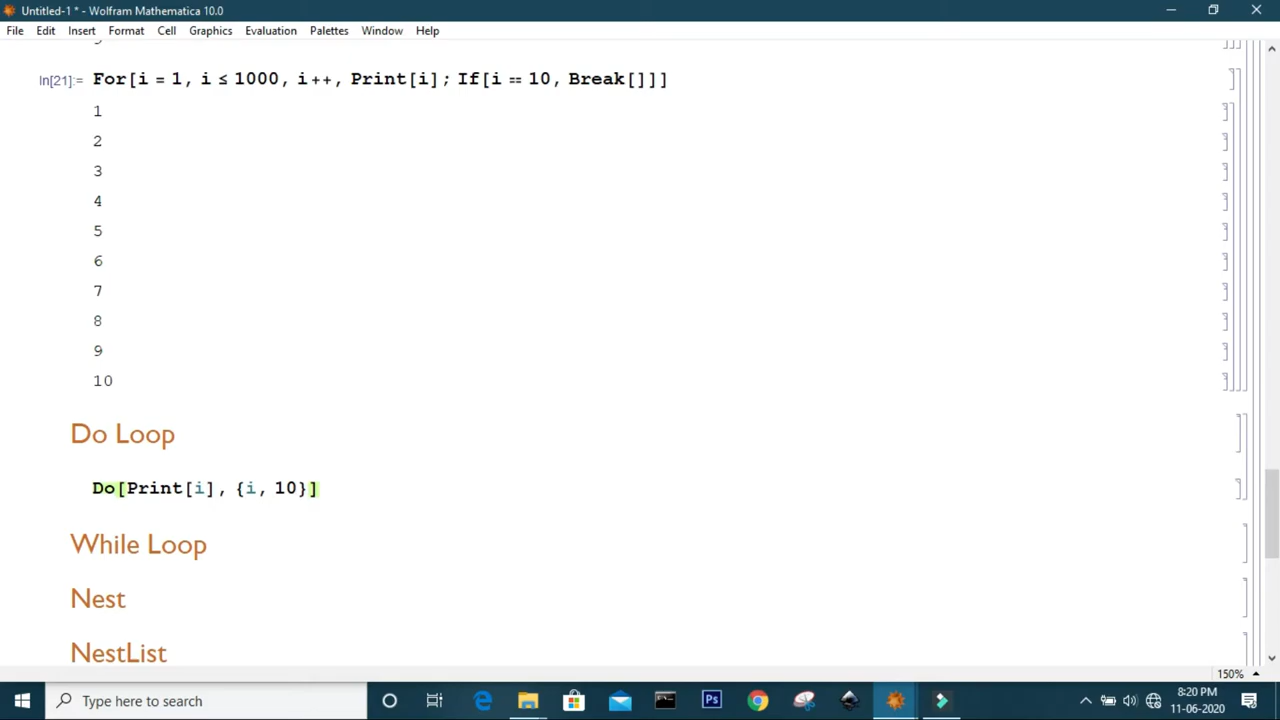 Untitled-1 * - Wolfram Mathematica 10.0
File Edit Insert Format Cell Graphics Evaluation Palettes Window Help
In[21]:= For[i = 1, i ≤ 1000, i++, Print[i]; If[i == 10, Break[]]]
1
2
3
4
5
6
7
8
9
10
Do Loop
Do[Print[i], {i, 10}]
While Loop
Nest
NestList
150%
Type here to search
Ps
8:20 PM
11-06-2020